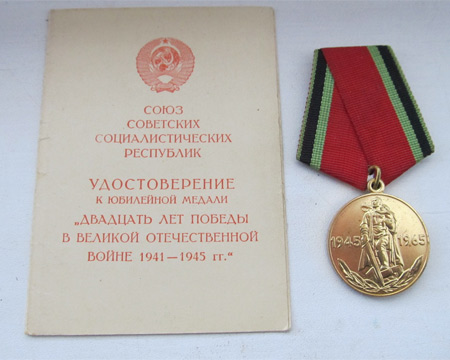 СОЮЗ
СОВЕТСКИХ
СОЦИАЛИСТИЧЕСКИХ
РЕСПУБЛИК
УДОСТОВЕРЕНИЕ
К ЮБИЛЕЙНОЙ МЕДАЛИ
„ДВАДЦАТЬ ЛЕТ ПОБЕДЫ
В ВЕЛИКОЙ ОТЕЧЕСТВЕННОЙ
ВОЙНЕ 1941—1945 гг.“
1945 1965